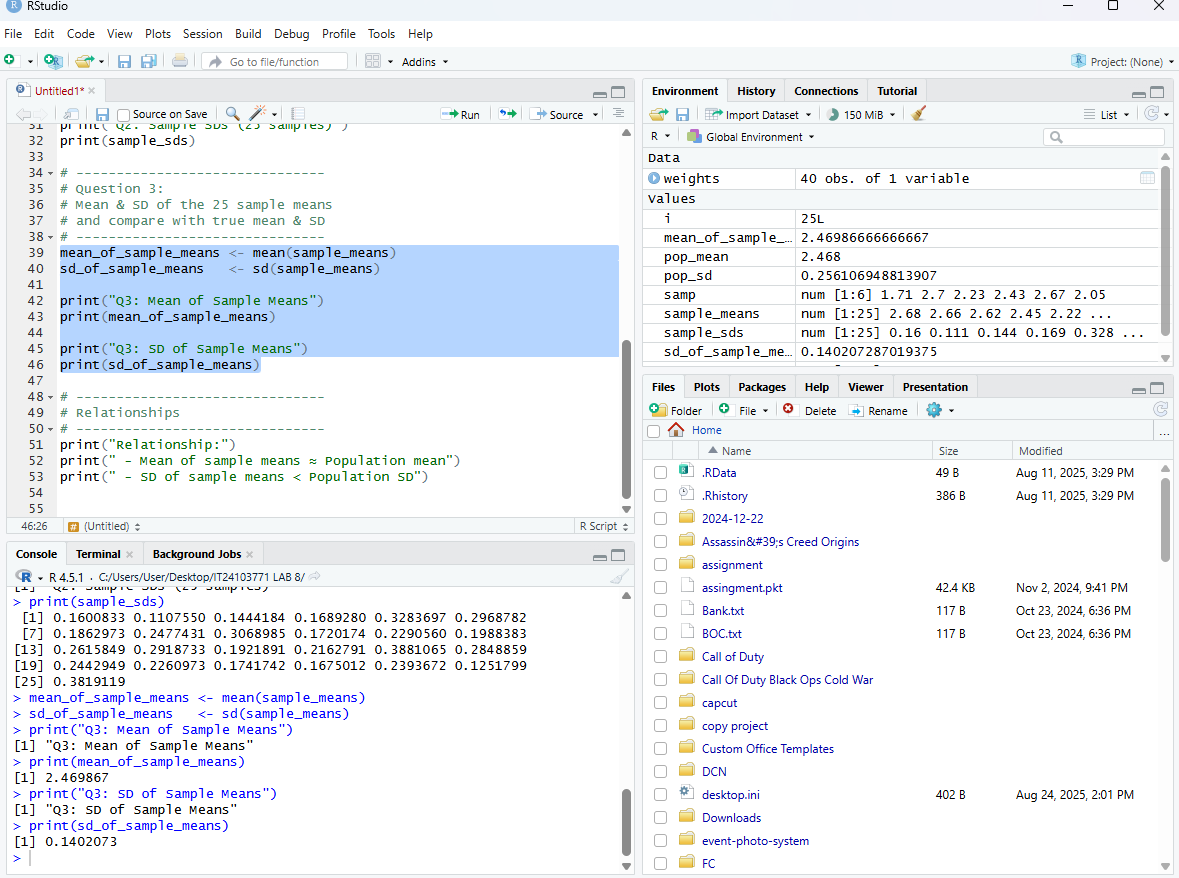 RStudio
File Edit Code View Plots Session Build Debug Profile Tools Help
Go to file/function Addins Project: (None)
Untitled1*
Source on Save Run Source
31 print("Q2: Sample SDs (25 samples)")
32 print(sample_sds)
33
34 # -------------------------------
35 # Question 3:
36 # Mean & SD of the 25 sample means
37 # and compare with true mean & SD
38 # -------------------------------
39 mean_of_sample_means <- mean(sample_means)
40 sd_of_sample_means   <- sd(sample_means)
41
42 print("Q3: Mean of Sample Means")
43 print(mean_of_sample_means)
44
45 print("Q3: SD of Sample Means")
46 print(sd_of_sample_means)
47
48 # -------------------------------
49 # Relationships
50 # -------------------------------
51 print("Relationship:")
52 print(" - Mean of sample means ≈ Population mean")
53 print(" - SD of sample means < Population SD")
54
55
46:26 # (Untitled) R Script
Console Terminal Background Jobs
R 4.5.1 · C:/Users/User/Desktop/IT24103771 LAB 8/
[1] "Q2: Sample SDs (25 samples)"
> print(sample_sds)
[1] 0.1600833 0.1107550 0.1444184 0.1689280 0.3283697 0.2968782
[7] 0.1862973 0.2477431 0.3068985 0.1720174 0.2290560 0.1988383
[13] 0.2615849 0.2918733 0.1921891 0.2162791 0.3881065 0.2848859
[19] 0.2442949 0.2260973 0.1741742 0.1675012 0.2393672 0.1251799
[25] 0.3819119
> mean_of_sample_means <- mean(sample_means)
> sd_of_sample_means   <- sd(sample_means)
> print("Q3: Mean of Sample Means")
[1] "Q3: Mean of Sample Means"
> print(mean_of_sample_means)
[1] 2.469867
> print("Q3: SD of Sample Means")
[1] "Q3: SD of Sample Means"
> print(sd_of_sample_means)
[1] 0.1402073
>
Environment History Connections Tutorial
Import Dataset 150 MiB List
R Global Environment
Data
weights 40 obs. of 1 variable
Values
i 25L
mean_of_sample_… 2.46986666666667
pop_mean 2.468
pop_sd 0.256106948813907
samp num [1:6] 1.71 2.7 2.23 2.43 2.67 2.05
sample_means num [1:25] 2.68 2.66 2.62 2.45 2.22 ...
sample_sds num [1:25] 0.16 0.111 0.144 0.169 0.328 ...
sd_of_sample_me… 0.140207287019375
Files Plots Packages Help Viewer Presentation
Folder File Delete Rename
Home ...
Name Size Modified
.RData 49 B Aug 11, 2025, 3:29 PM
.Rhistory 386 B Aug 11, 2025, 3:29 PM
2024-12-22
Assassin&#39;s Creed Origins
assignment
assingment.pkt 42.4 KB Nov 2, 2024, 9:41 PM
Bank.txt 117 B Oct 23, 2024, 6:36 PM
BOC.txt 117 B Oct 23, 2024, 6:36 PM
Call of Duty
Call Of Duty Black Ops Cold War
capcut
copy project
Custom Office Templates
DCN
desktop.ini 402 B Aug 24, 2025, 2:01 PM
Downloads
event-photo-system
FC